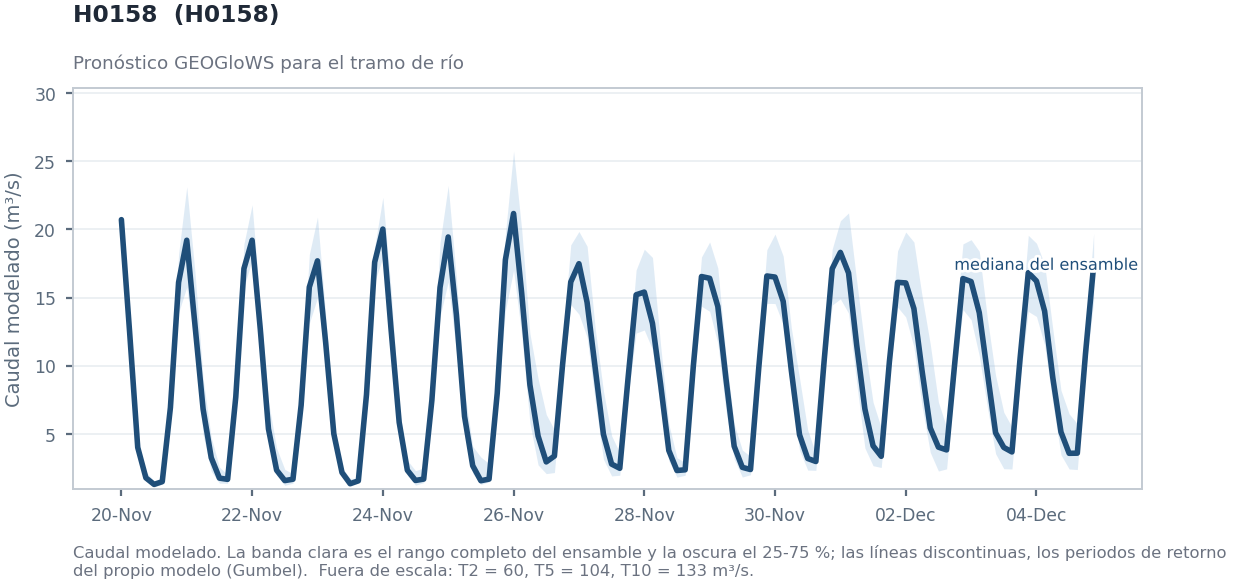 H0158  (H0158)
Pronóstico GEOGloWS para el tramo de río
Caudal modelado (m³/s)
30
25
20
15
10
5
mediana del ensamble
20-Nov
22-Nov
24-Nov
26-Nov
28-Nov
30-Nov
02-Dec
04-Dec
Caudal modelado. La banda clara es el rango completo del ensamble y la oscura el 25-75 %; las líneas discontinuas, los periodos de retorno
del propio modelo (Gumbel).  Fuera de escala: T2 = 60, T5 = 104, T10 = 133 m³/s.